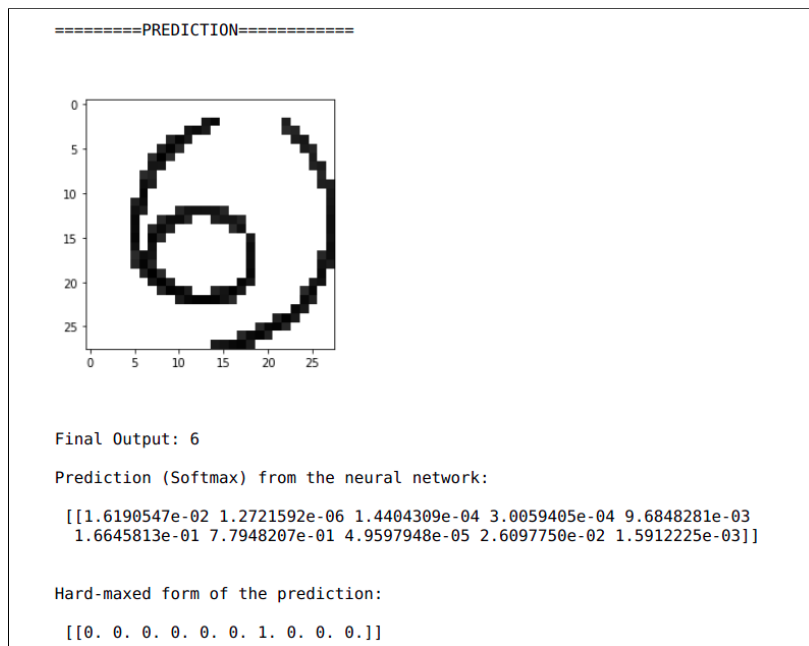 =========PREDICTION============
0
5
10
15
20
25
0 5 10 15 20 25
Final Output: 6
Prediction (Softmax) from the neural network:
[[1.6190547e-02 1.2721592e-06 1.4404309e-04 3.0059405e-04 9.6848281e-03
1.6645813e-01 7.7948207e-01 4.9597948e-05 2.6097750e-02 1.5912225e-03]]
Hard-maxed form of the prediction:
[[0. 0. 0. 0. 0. 0. 1. 0. 0. 0.]]